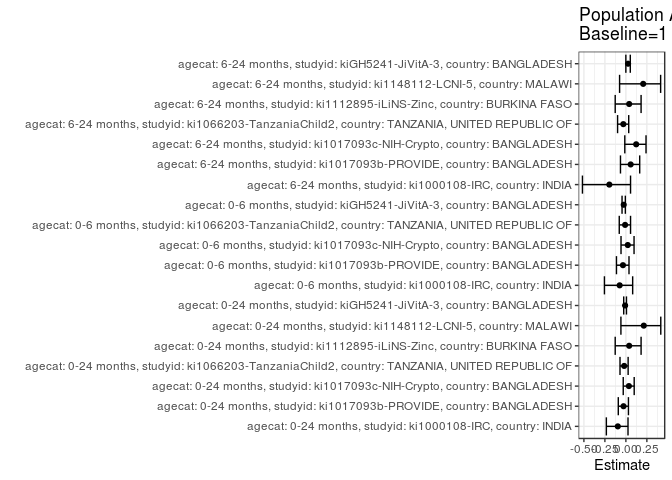 Population A
Baseline=1
agecat: 6-24 months, studyid: kiGH5241-JiVitA-3, country: BANGLADESH
agecat: 6-24 months, studyid: ki1148112-LCNI-5, country: MALAWI
agecat: 6-24 months, studyid: ki1112895-iLiNS-Zinc, country: BURKINA FASO
agecat: 6-24 months, studyid: ki1066203-TanzaniaChild2, country: TANZANIA, UNITED REPUBLIC OF
agecat: 6-24 months, studyid: ki1017093c-NIH-Crypto, country: BANGLADESH
agecat: 6-24 months, studyid: ki1017093b-PROVIDE, country: BANGLADESH
agecat: 6-24 months, studyid: ki1000108-IRC, country: INDIA
agecat: 0-6 months, studyid: kiGH5241-JiVitA-3, country: BANGLADESH
agecat: 0-6 months, studyid: ki1066203-TanzaniaChild2, country: TANZANIA, UNITED REPUBLIC OF
agecat: 0-6 months, studyid: ki1017093c-NIH-Crypto, country: BANGLADESH
agecat: 0-6 months, studyid: ki1017093b-PROVIDE, country: BANGLADESH
agecat: 0-6 months, studyid: ki1000108-IRC, country: INDIA
agecat: 0-24 months, studyid: kiGH5241-JiVitA-3, country: BANGLADESH
agecat: 0-24 months, studyid: ki1148112-LCNI-5, country: MALAWI
agecat: 0-24 months, studyid: ki1112895-iLiNS-Zinc, country: BURKINA FASO
agecat: 0-24 months, studyid: ki1066203-TanzaniaChild2, country: TANZANIA, UNITED REPUBLIC OF
agecat: 0-24 months, studyid: ki1017093c-NIH-Crypto, country: BANGLADESH
agecat: 0-24 months, studyid: ki1017093b-PROVIDE, country: BANGLADESH
agecat: 0-24 months, studyid: ki1000108-IRC, country: INDIA
-0.50 -0.25 0.00 0.25
Estimate